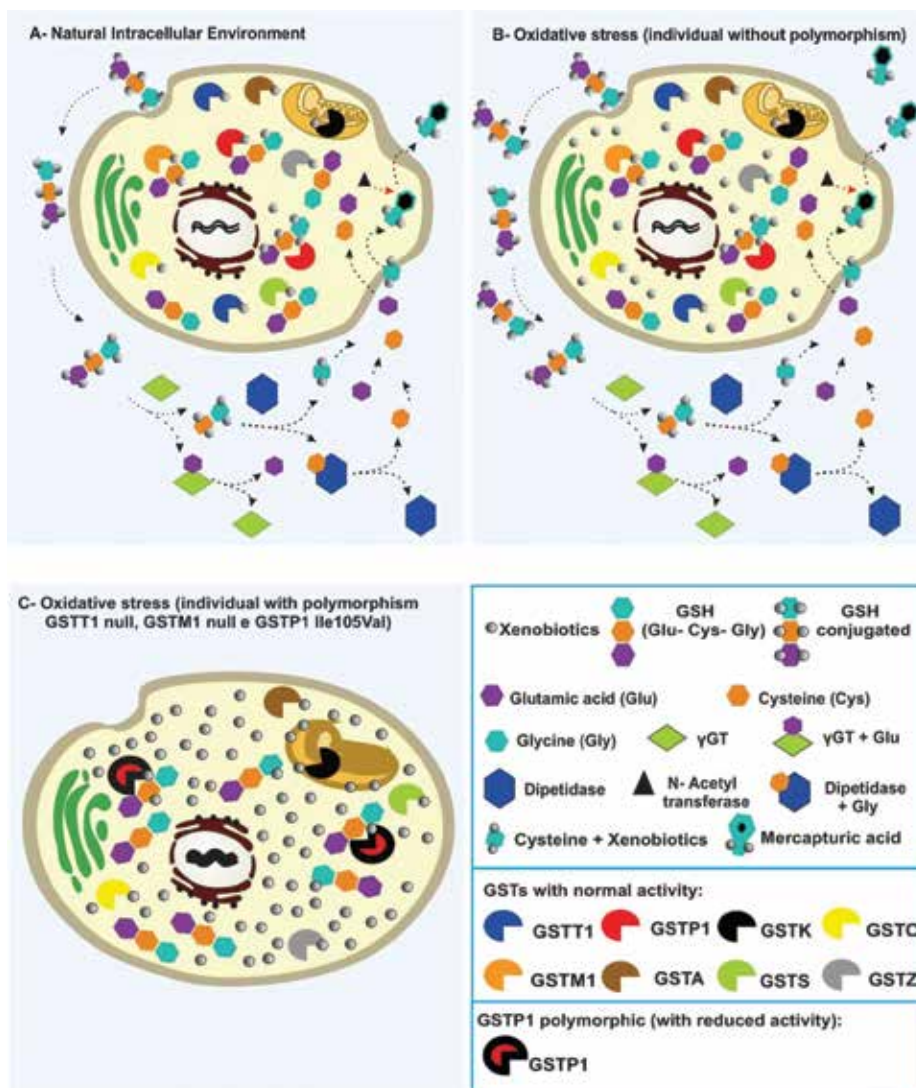 A- Natural Intracellular Environment
B- Oxidative stress (individual without polymorphism)
C- Oxidative stress (individual with polymorphism
GSTT1 null, GSTM1 null e GSTP1 Ile105Val)
Xenobiotics
GSH
(Glu- Cys- Gly)
GSH
conjugated
Glutamic acid (Glu)
Cysteine (Cys)
Glycine (Gly)
γGT
γGT + Glu
Dipetidase
N- Acetyl
transferase
Dipetidase
+ Gly
Cysteine + Xenobiotics
Mercapturic acid
GSTs with normal activity:
GSTT1
GSTP1
GSTK
GSTO
GSTM1
GSTA
GSTS
GSTZ
GSTP1 polymorphic (with reduced activity):
GSTP1